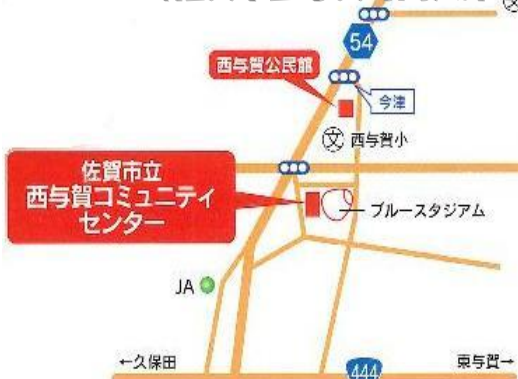 54
西与賀公民館
今津
文 西与賀小
佐賀市立
西与賀コミュニティ
センター
ブルースタジアム
JA
←久保田
444
東与賀→